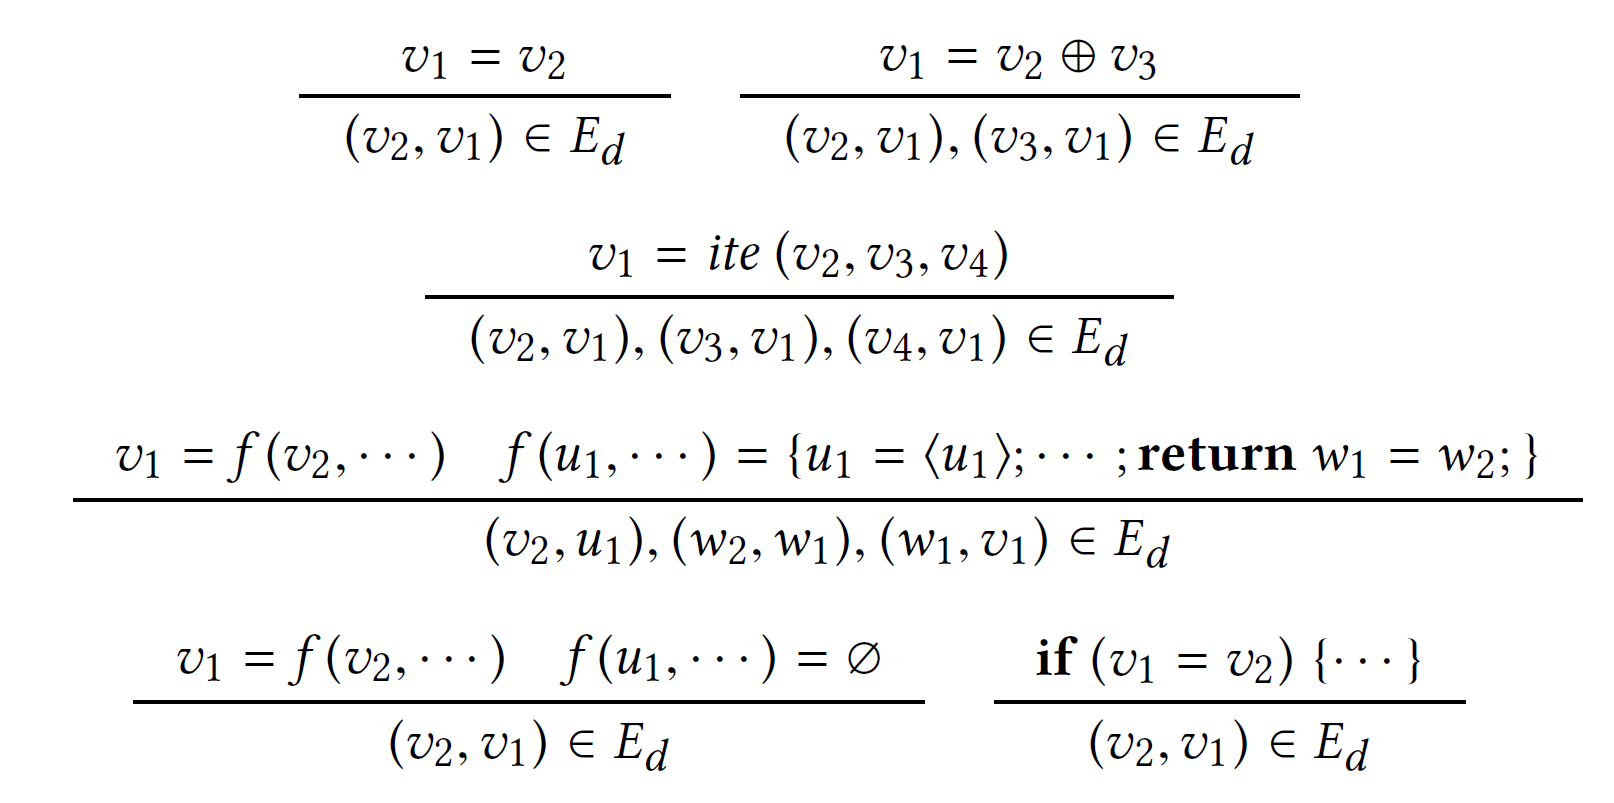 v₁ = v₂    v₁ = v₂ ⊕ v₃
(v₂, v₁) ∈ E_d    (v₂, v₁), (v₃, v₁) ∈ E_d
v₁ = ite (v₂, v₃, v₄)
(v₂, v₁), (v₃, v₁), (v₄, v₁) ∈ E_d
v₁ = f(v₂, ⋯)    f(u₁, ⋯) = {u₁ = ⟨u₁⟩; ⋯ ; return w₁ = w₂; }
(v₂, u₁), (w₂, w₁), (w₁, v₁) ∈ E_d
v₁ = f(v₂, ⋯)    f(u₁, ⋯) = ∅    if (v₁ = v₂) {⋯}
(v₂, v₁) ∈ E_d    (v₂, v₁) ∈ E_d